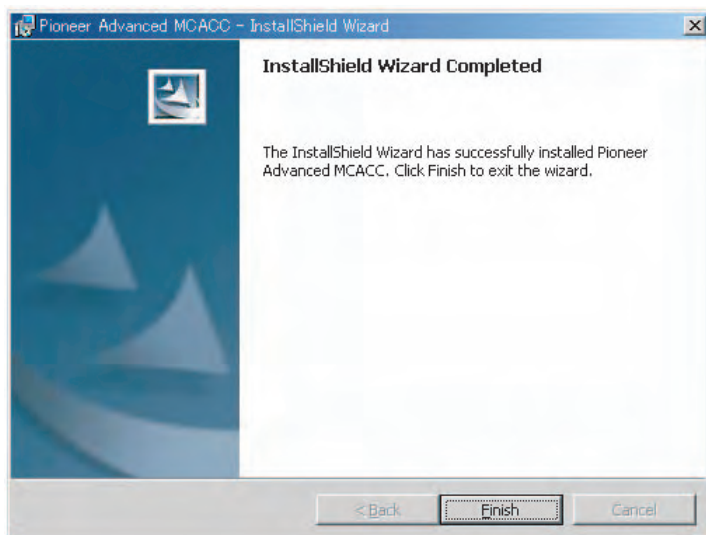 Pioneer Advanced MCACC - InstallShield Wizard
InstallShield Wizard Completed
The InstallShield Wizard has successfully installed Pioneer
Advanced MCACC. Click Finish to exit the wizard.
< Back
Finish
Cancel